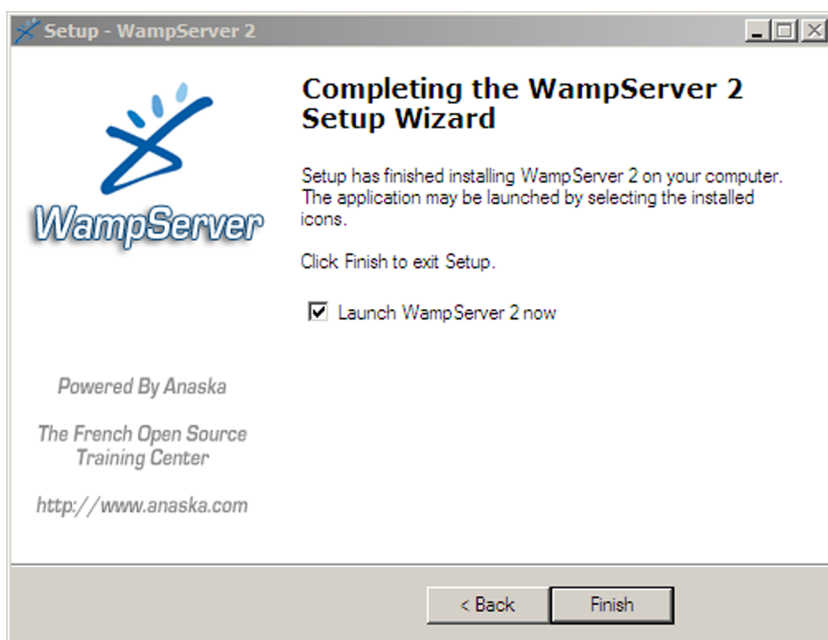 Setup - WampServer 2
Completing the WampServer 2
Setup Wizard
Setup has finished installing WampServer 2 on your computer.
The application may be launched by selecting the installed
icons.
Click Finish to exit Setup.
Launch WampServer 2 now
WampServer
Powered By Anaska
The French Open Source
Training Center
http://www.anaska.com
< Back
Finish